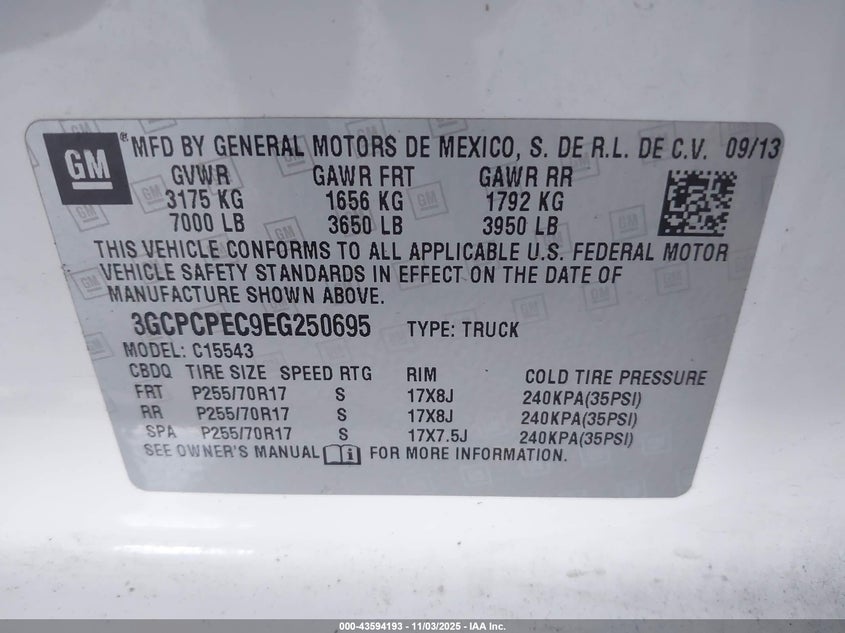 GM ® MFD BY GENERAL MOTORS DE MEXICO, S. DE R.L. DE C.V. 09/13
GVWR GAWR FRT GAWR RR
3175 KG 1656 KG 1792 KG
7000 LB 3650 LB 3950 LB
THIS VEHICLE CONFORMS TO ALL APPLICABLE U.S. FEDERAL MOTOR
VEHICLE SAFETY STANDARDS IN EFFECT ON THE DATE OF
MANUFACTURE SHOWN ABOVE.
3GCPCPEC9EG250695 TYPE: TRUCK
MODEL: C15543
CBDQ TIRE SIZE SPEED RTG RIM COLD TIRE PRESSURE
FRT P255/70R17 S 17X8J 240KPA(35PSI)
RR P255/70R17 S 17X8J 240KPA(35PSI)
SPA P255/70R17 S 17X7.5J 240KPA(35PSI)
SEE OWNER'S MANUAL i FOR MORE INFORMATION.
000-43594193 - 11/03/2025 - IAA Inc.